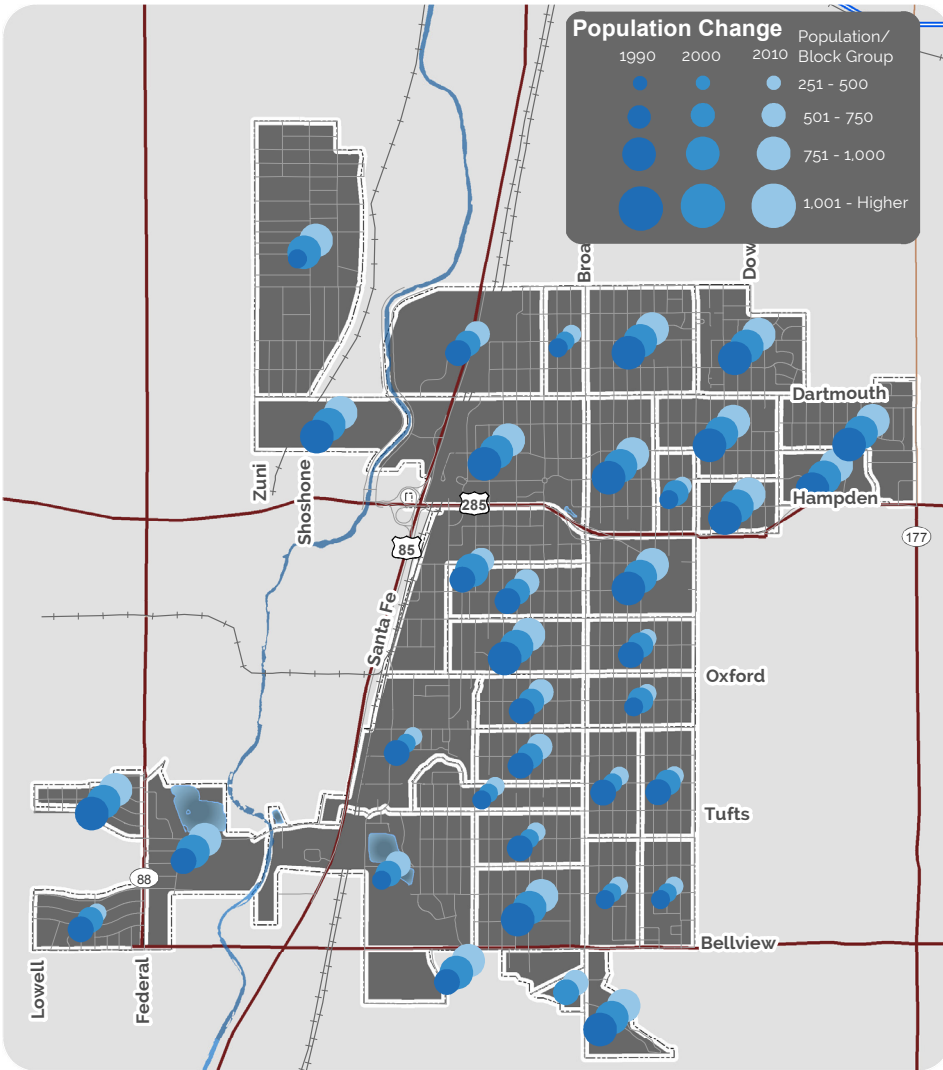 Population Change
Population/
Block Group
1990
2000
2010
251 - 500
501 - 750
751 - 1,000
1,001 - Higher
Broa
Dow
Dartmouth
Zuni
Shoshone
Hampden
285
85
177
Santa Fe
Oxford
Tufts
88
Bellview
Lowell
Federal